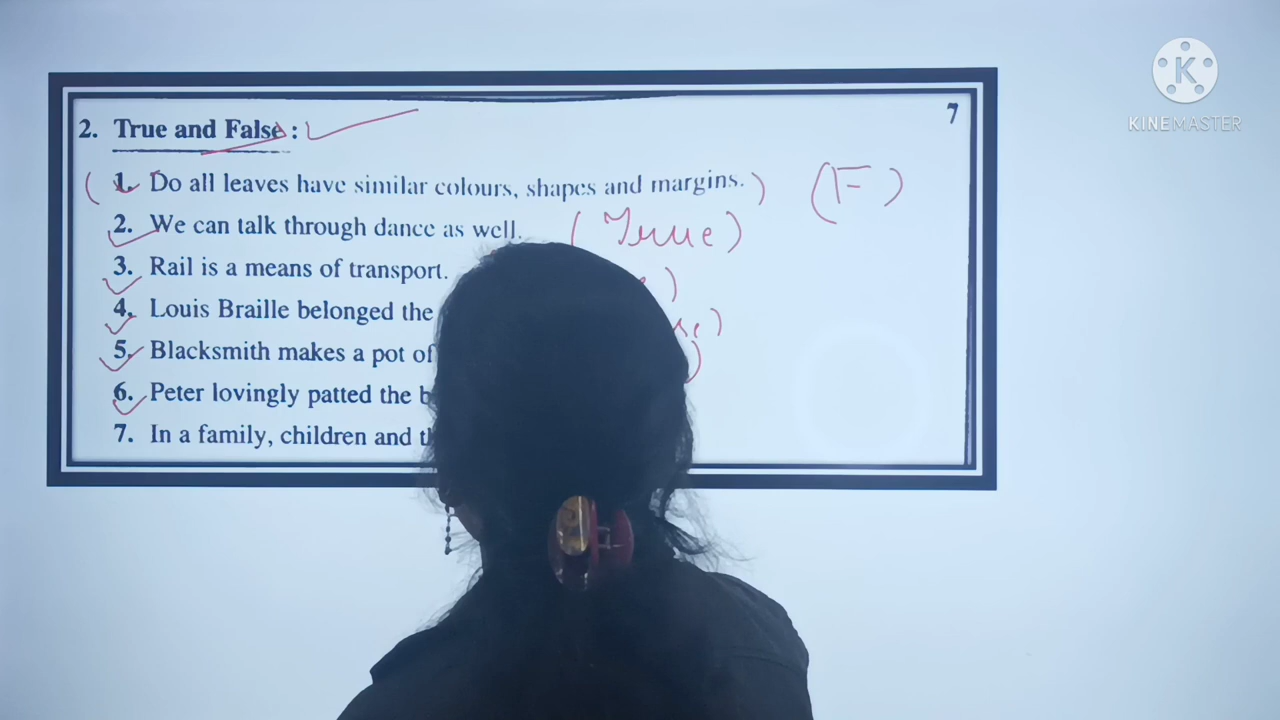 7
2. True and False :
1. Do all leaves have similar colours, shapes and margins. (F)
2. We can talk through dance as well. (True)
3. Rail is a means of transport.
4. Louis Braille belonged the
5. Blacksmith makes a pot of
6. Peter lovingly patted the
7. In a family, children and
K
KINEMASTER